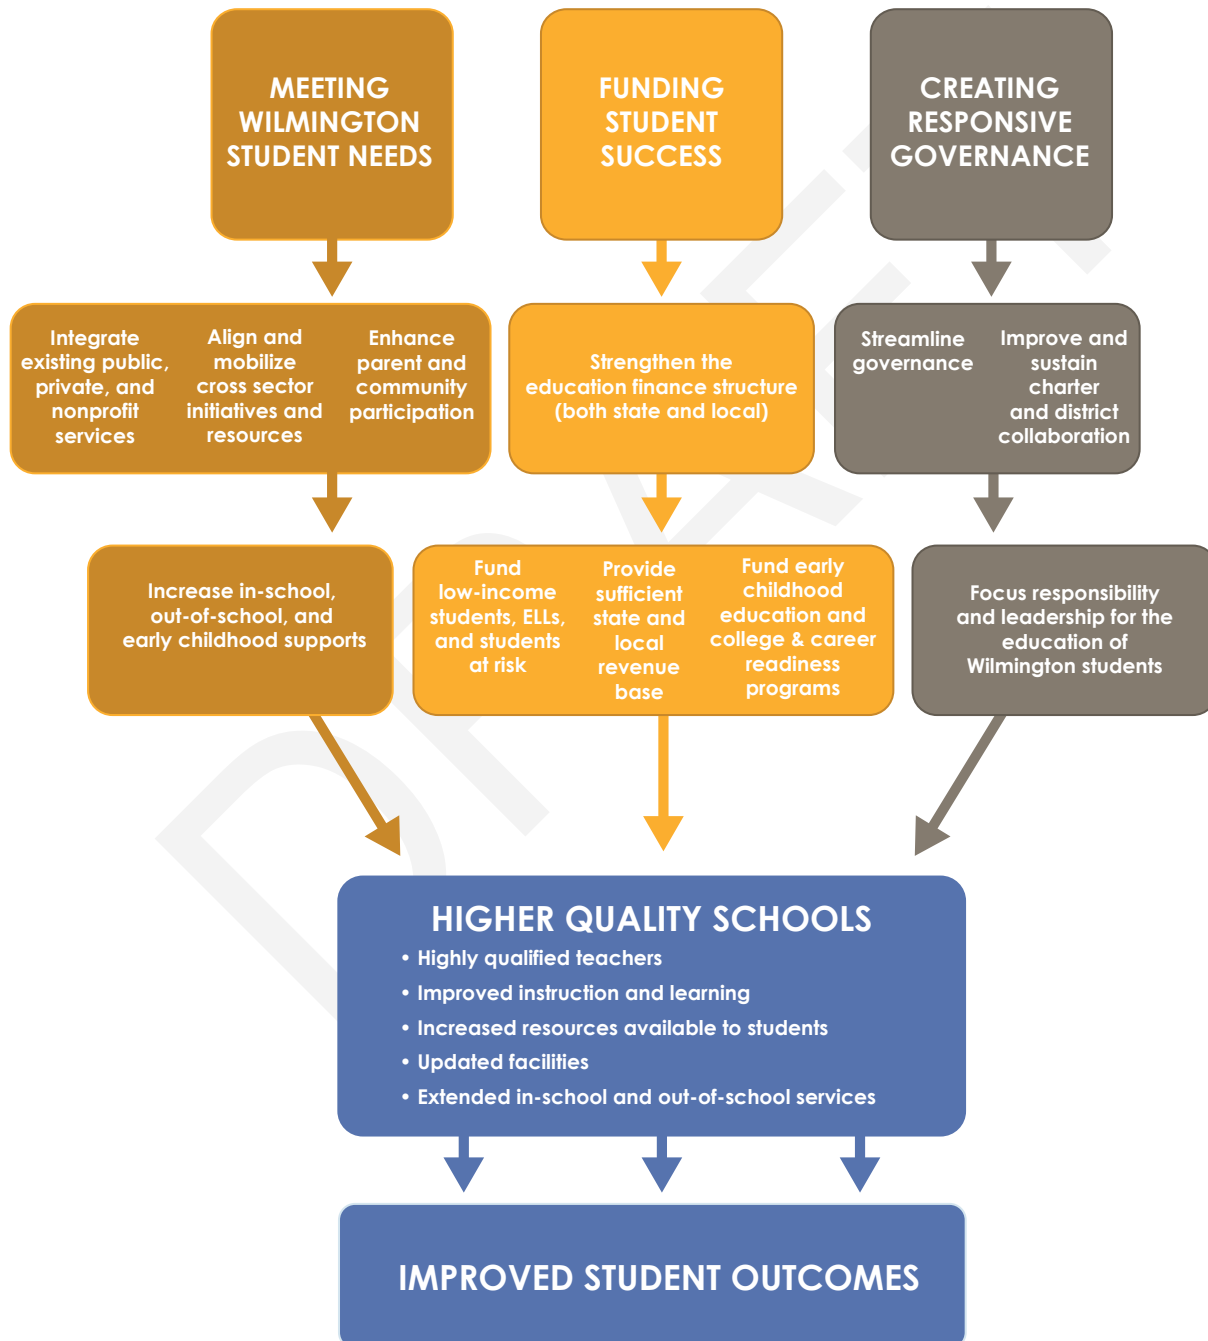 MEETING
WILMINGTON
STUDENT NEEDS
FUNDING
STUDENT
SUCCESS
CREATING
RESPONSIVE
GOVERNANCE
Integrate
existing public,
private, and
nonprofit
services
Align and
mobilize
cross sector
initiatives and
resources
Enhance
parent and
community
participation
Strengthen the
education finance structure
(both state and local)
Streamline
governance
Improve and
sustain
charter
and district
collaboration
Increase in-school,
out-of-school, and
early childhood supports
Fund
low-income
students, ELLs,
and students
at risk
Provide
sufficient
state and
local
revenue
base
Fund early
childhood
education and
college & career
readiness
programs
Focus responsibility
and leadership for the
education of
Wilmington students
HIGHER QUALITY SCHOOLS
• Highly qualified teachers
• Improved instruction and learning
• Increased resources available to students
• Updated facilities
• Extended in-school and out-of-school services
IMPROVED STUDENT OUTCOMES
DRAFT